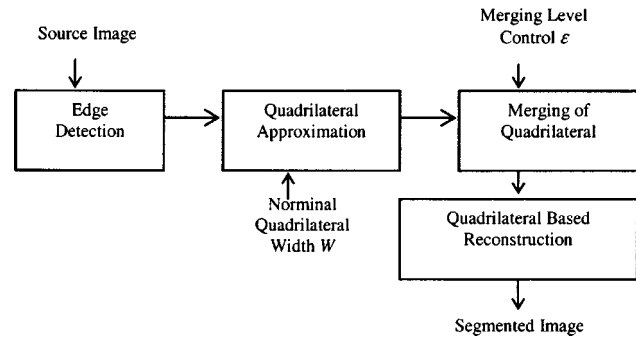 Source Image
Merging Level
Control ε
Edge
Detection
Quadrilateral
Approximation
Merging of
Quadrilateral
Norminal
Quadrilateral
Width W
Quadrilateral Based
Reconstruction
Segmented Image